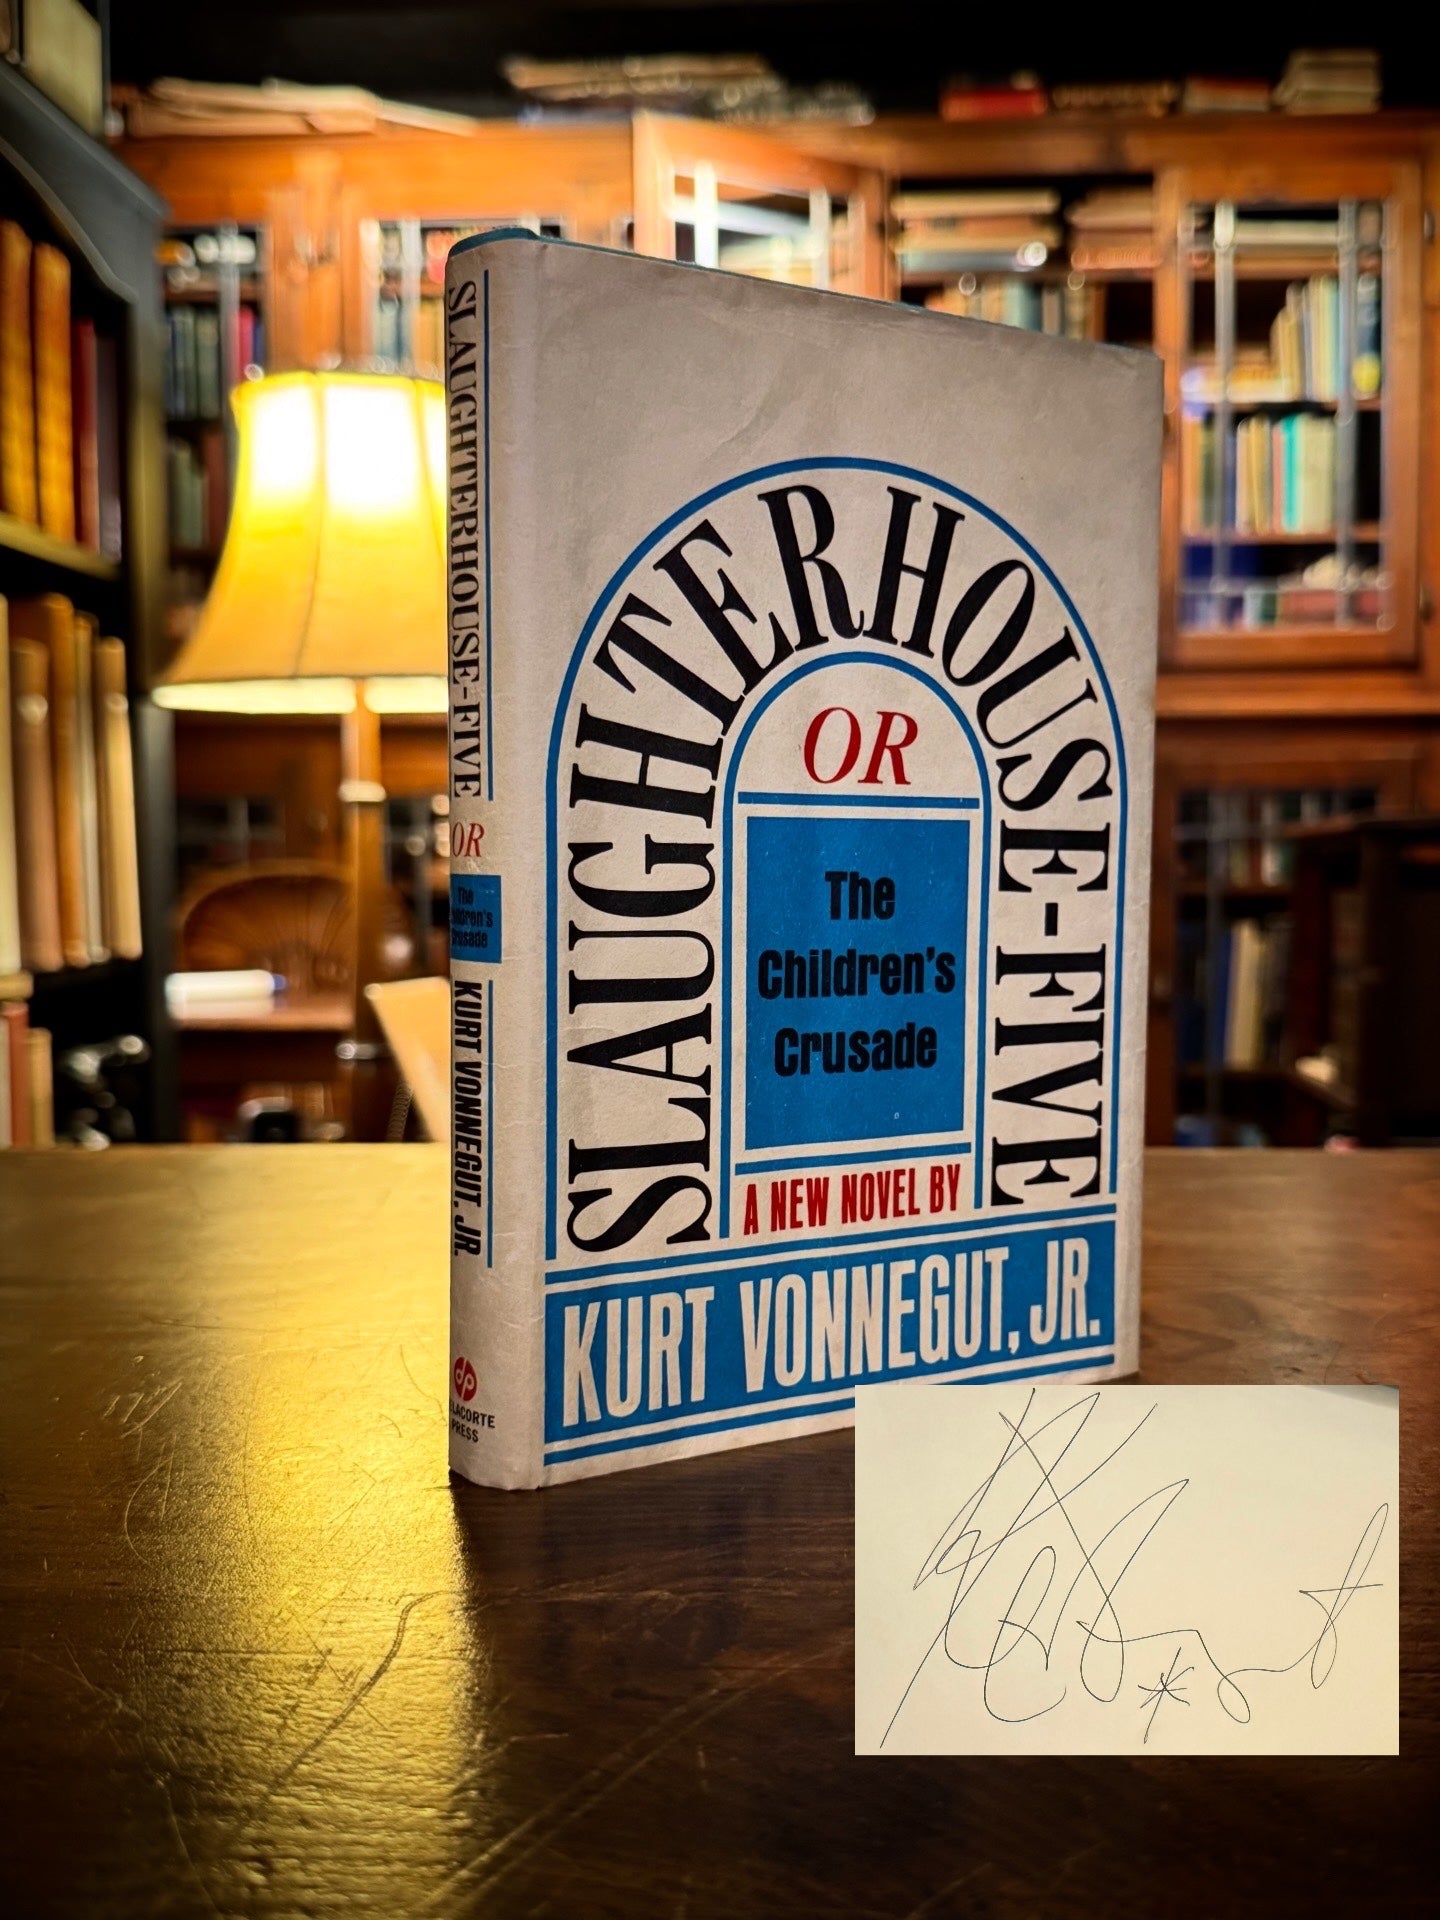 SLAUGHTERHOUSE-FIVE
OR
The
Children's
Crusade
KURT VONNEGUT, JR.
dp
DELACORTE
PRESS
SLAUGHTERHOUSE-FIVE
OR
The
Children's
Crusade
A NEW NOVEL BY
KURT VONNEGUT, JR.